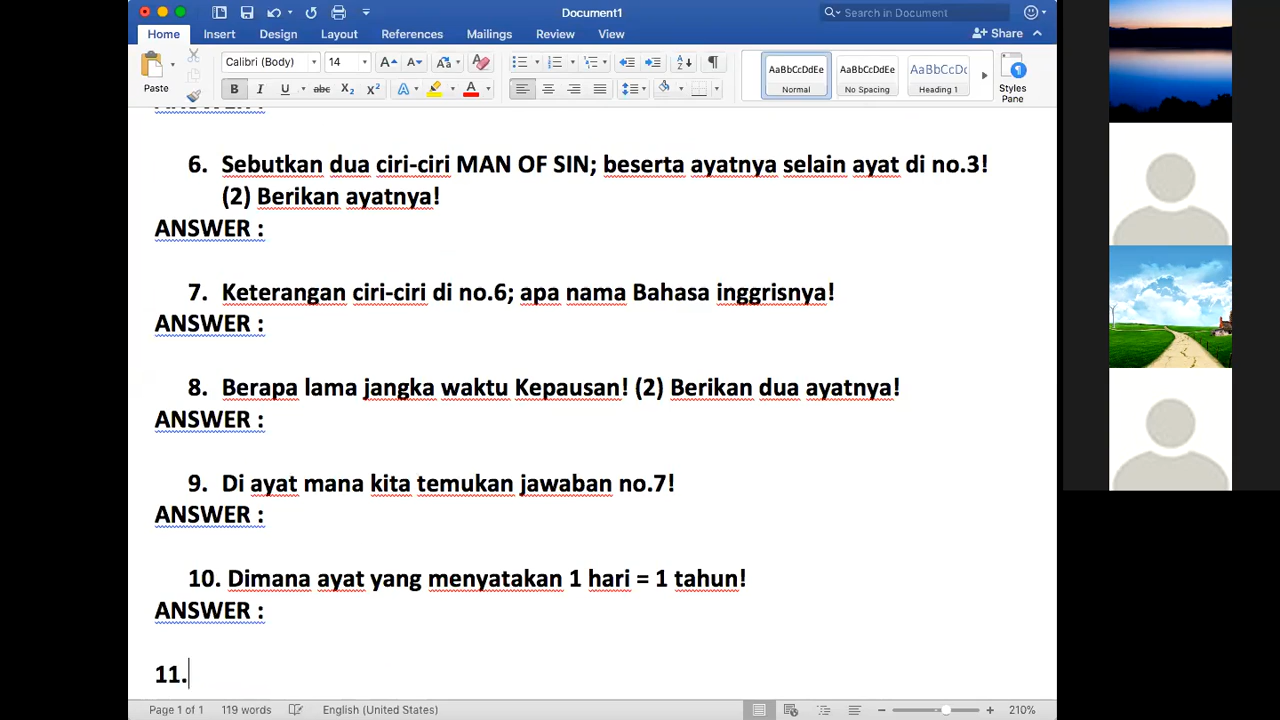 Document1
Search in Document
Home Insert Design Layout References Mailings Review View
Share
Paste
Calibri (Body) 14
AaBbCcDdEe AaBbCcDdEe AaBbCcDc
Normal No Spacing Heading 1
Styles
Pane
6. Sebutkan dua ciri-ciri MAN OF SIN; beserta ayatnya selain ayat di no.3!
(2) Berikan ayatnya!
ANSWER :
7. Keterangan ciri-ciri di no.6; apa nama Bahasa inggrisnya!
ANSWER :
8. Berapa lama jangka waktu Kepausan! (2) Berikan dua ayatnya!
ANSWER :
9. Di ayat mana kita temukan jawaban no.7!
ANSWER :
10. Dimana ayat yang menyatakan 1 hari = 1 tahun!
ANSWER :
11.
Page 1 of 1 119 words English (United States) 210%